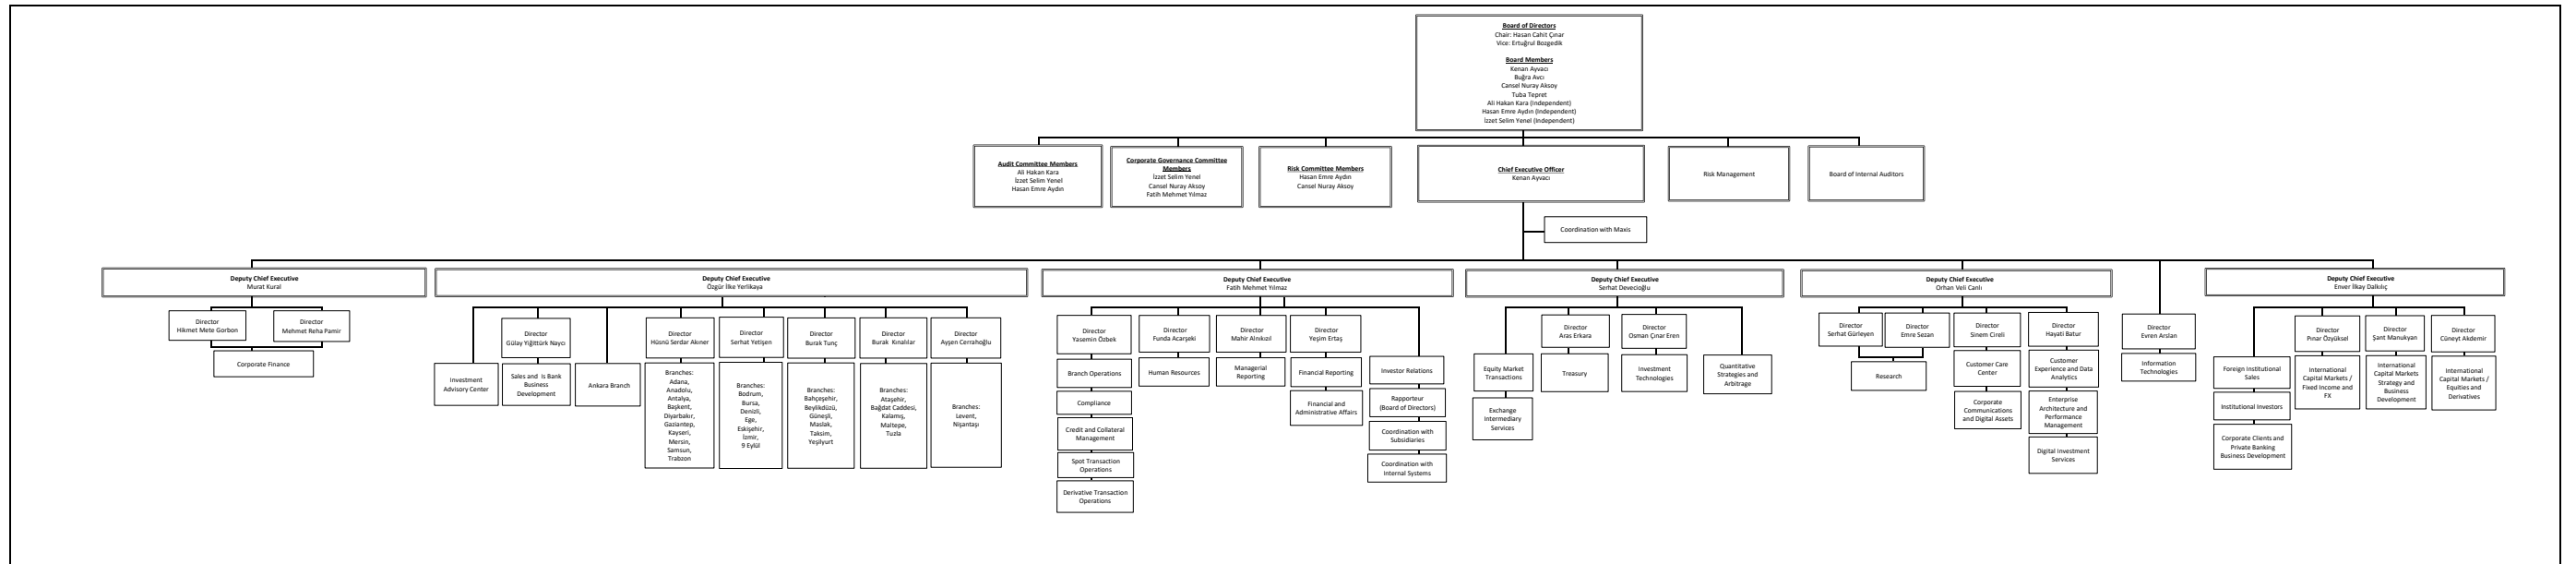 Board of Directors
Chair: Hasan Cahit Çınar
Vice: Ertuğrul Bozgedik
Board Members
Kenan Ayvacı
Buğra Avcı
Cansel Nuray Aksoy
Tuba Tepret
Ali Hakan Kara (Independent)
Hasan Emre Aydın (Independent)
İzzet Selim Yenel (Independent)
Audit Committee Members
Ali Hakan Kara
İzzet Selim Yenel
Hasan Emre Aydın
Corporate Governance Committee
Members
İzzet Selim Yenel
Cansel Nuray Aksoy
Fatih Mehmet Yılmaz
Risk Committee Members
Hasan Emre Aydın
Cansel Nuray Aksoy
Chief Executive Officer
Kenan Ayvacı
Risk Management
Board of Internal Auditors
Coordination with Maxis
Deputy Chief Executive
Murat Kural
Director
Hikmet Mete Gorbon
Director
Mehmet Reha Pamir
Corporate Finance
Deputy Chief Executive
Özgür İlke Yerlikaya
Investment
Advisory Center
Director
Gülay Yiğittürk Naycı
Sales and Is Bank
Business
Development
Ankara Branch
Director
Hüsnü Serdar Akıner
Branches:
Adana,
Anadolu,
Antalya,
Başkent,
Diyarbakır,
Gaziantep,
Kayseri,
Mersin,
Samsun,
Trabzon
Director
Serhat Yetişen
Branches:
Bodrum,
Bursa,
Denizli,
Ege,
Eskişehir,
İzmir,
9 Eylül
Director
Burak Tunç
Branches:
Bahçeşehir,
Beylikdüzü,
Güneşli,
Maslak,
Taksim,
Yeşilyurt
Director
Burak Kınalılar
Branches:
Ataşehir,
Bağdat Caddesi,
Kalamış,
Maltepe,
Tuzla
Director
Ayşen Cerrahoğlu
Branches:
Levent,
Nişantaşı
Deputy Chief Executive
Fatih Mehmet Yılmaz
Director
Yasemin Özbek
Branch Operations
Compliance
Credit and Collateral
Management
Spot Transaction
Operations
Derivative Transaction
Operations
Director
Funda Acarşeki
Human Resources
Director
Mahir Alnıkızıl
Managerial
Reporting
Director
Yeşim Ertaş
Financial Reporting
Financial and
Administrative Affairs
Investor Relations
Rapporteur
(Board of Directors)
Coordination with
Subsidiaries
Coordination with
Internal Systems
Deputy Chief Executive
Serhat Devecioğlu
Equity Market
Transactions
Exchange
Intermediary
Services
Director
Aras Erkara
Treasury
Director
Osman Çınar Eren
Investment
Technologies
Quantitative
Strategies and
Arbitrage
Deputy Chief Executive
Orhan Veli Canlı
Director
Serhat Gürleyen
Director
Emre Sezan
Research
Director
Sinem Cireli
Customer Care
Center
Corporate
Communications
and Digital Assets
Director
Hayati Batur
Customer
Experience and Data
Analytics
Enterprise
Architecture and
Performance
Management
Digital Investment
Services
Director
Evren Arslan
Information
Technologies
Deputy Chief Executive
Enver İlkay Dalkılıç
Foreign Institutional
Sales
Institutional Investors
Corporate Clients and
Private Banking
Business Development
Director
Pınar Özyüksel
International
Capital Markets /
Fixed Income and
FX
Director
Şant Manukyan
International
Capital Markets
Strategy and
Business
Development
Director
Cüneyt Akdemir
International
Capital Markets /
Equities and
Derivatives